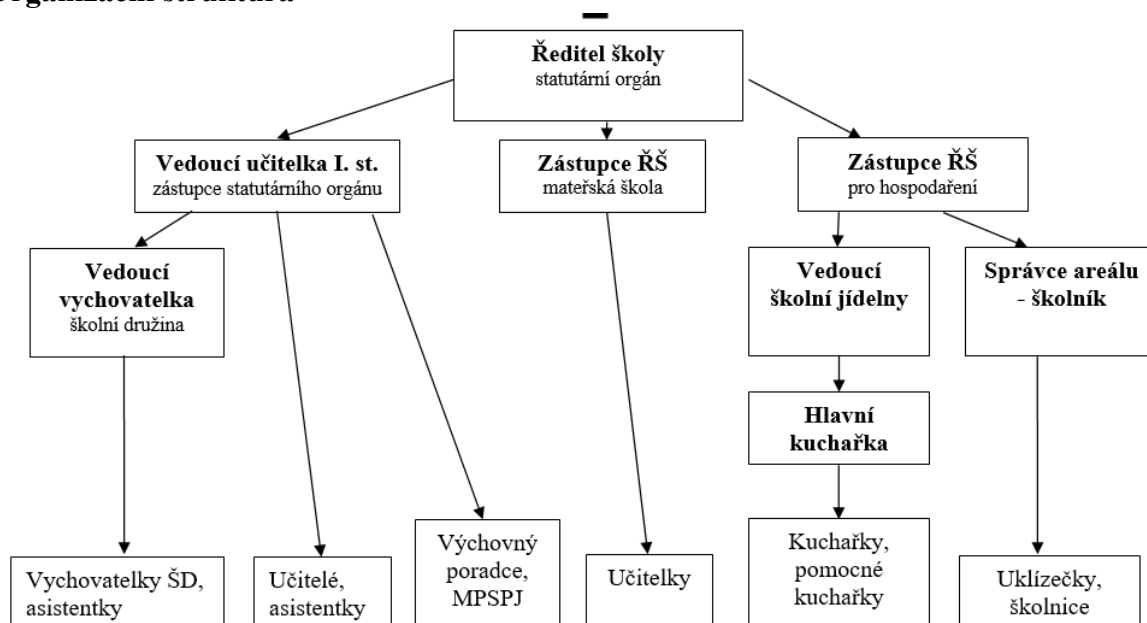 Ředitel školy
statutární orgán
Vedoucí učitelka I. st.
zástupce statutárního orgánu
Zástupce ŘŠ
mateřská škola
Zástupce ŘŠ
pro hospodaření
Vedoucí
vychovatelka
školní družina
Vedoucí
školní jídelny
Správce areálu
- školník
Hlavní
kuchařka
Vychovatelky ŠD,
asistentky
Učitelé,
asistentky
Výchovný
poradce,
MPSPJ
Učitelky
Kuchařky,
pomocné
kuchařky
Uklízečky,
školnice